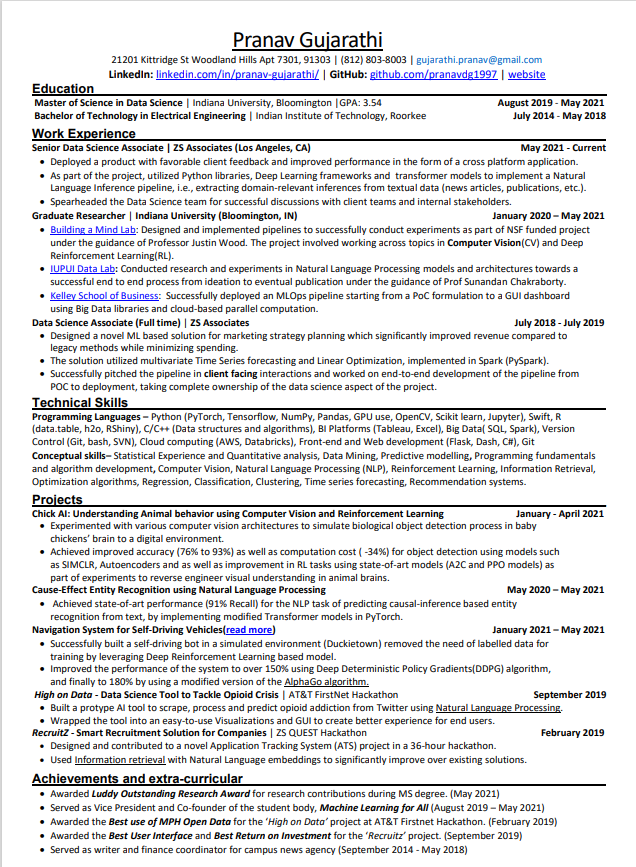 Pranav Gujarathi
21201 Kittridge St Woodland Hills Apt 7301, 91303 | (812) 803-8003 | gujarathi.pranav@gmail.com
LinkedIn: linkedin.com/in/pranav-gujarathi/ | GitHub: github.com/pranavdg1997 | website
Education
Master of Science in Data Science | Indiana University, Bloomington |GPA: 3.54 August 2019 - May 2021
Bachelor of Technology in Electrical Engineering | Indian Institute of Technology, Roorkee July 2014 - May 2018
Work Experience
Senior Data Science Associate | ZS Associates (Los Angeles, CA) May 2021 - Current
• Deployed a product with favorable client feedback and improved performance in the form of a cross platform application.
• As part of the project, utilized Python libraries, Deep Learning frameworks and transformer models to implement a Natural
Language Inference pipeline, i.e., extracting domain-relevant inferences from textual data (news articles, publications, etc.).
• Spearheaded the Data Science team for successful discussions with client teams and internal stakeholders.
Graduate Researcher | Indiana University (Bloomington, IN) January 2020 – May 2021
• Building a Mind Lab: Designed and implemented pipelines to successfully conduct experiments as part of NSF funded project
under the guidance of Professor Justin Wood. The project involved working across topics in Computer Vision(CV) and Deep
Reinforcement Learning(RL).
• IUPUI Data Lab: Conducted research and experiments in Natural Language Processing models and architectures towards a
successful end to end process from ideation to eventual publication under the guidance of Prof Sunandan Chakraborty.
• Kelley School of Business: Successfully deployed an MLOps pipeline starting from a PoC formulation to a GUI dashboard
using Big Data libraries and cloud-based parallel computation.
Data Science Associate (Full time) | ZS Associates July 2018 - July 2019
• Designed a novel ML based solution for marketing strategy planning which significantly improved revenue compared to
legacy methods while minimizing spending.
• The solution utilized multivariate Time Series forecasting and Linear Optimization, implemented in Spark (PySpark).
• Successfully pitched the pipeline in client facing interactions and worked on end-to-end development of the pipeline from
POC to deployment, taking complete ownership of the data science aspect of the project.
Technical Skills
Programming Languages – Python (PyTorch, Tensorflow, NumPy, Pandas, GPU use, OpenCV, Scikit learn, Jupyter), Swift, R
(data.table, h2o, RShiny), C/C++ (Data structures and algorithms), BI Platforms (Tableau, Excel), Big Data( SQL, Spark), Version
Control (Git, bash, SVN), Cloud computing (AWS, Databricks), Front-end and Web development (Flask, Dash, C#), Git
Conceptual skills– Statistical Experience and Quantitative analysis, Data Mining, Predictive modelling, Programming fundamentals
and algorithm development, Computer Vision, Natural Language Processing (NLP), Reinforcement Learning, Information Retrieval,
Optimization algorithms, Regression, Classification, Clustering, Time series forecasting, Recommendation systems.
Projects
Chick AI: Understanding Animal behavior using Computer Vision and Reinforcement Learning January - April 2021
• Experimented with various computer vision architectures to simulate biological object detection process in baby
chickens' brain to a digital environment.
• Achieved improved accuracy (76% to 93%) as well as computation cost ( -34%) for object detection using models such
as SIMCLR, Autoencoders and as well as improvement in RL tasks using state-of-art models (A2C and PPO models) as
part of experiments to reverse engineer visual understanding in animal brains.
Cause-Effect Entity Recognition using Natural Language Processing May 2020 – May 2021
• Achieved state-of-art performance (91% Recall) for the NLP task of predicting causal-inference based entity
recognition from text, by implementing modified Transformer models in PyTorch.
Navigation System for Self-Driving Vehicles(read more) January 2021 – May 2021
• Successfully built a self-driving bot in a simulated environment (Duckietown) removed the need of labelled data for
training by leveraging Deep Reinforcement Learning based model.
• Improved the performance of the system to over 150% using Deep Deterministic Policy Gradients(DDPG) algorithm,
and finally to 180% by using a modified version of the AlphaGo algorithm.
High on Data - Data Science Tool to Tackle Opioid Crisis | AT&T FirstNet Hackathon September 2019
• Built a protype AI tool to scrape, process and predict opioid addiction from Twitter using Natural Language Processing.
• Wrapped the tool into an easy-to-use Visualizations and GUI to create better experience for end users.
RecruitZ - Smart Recruitment Solution for Companies | ZS QUEST Hackathon February 2019
• Designed and contributed to a novel Application Tracking System (ATS) project in a 36-hour hackathon.
• Used Information retrieval with Natural Language embeddings to significantly improve over existing solutions.
Achievements and extra-curricular
• Awarded Luddy Outstanding Research Award for research contributions during MS degree. (May 2021)
• Served as Vice President and Co-founder of the student body, Machine Learning for All (August 2019 – May 2021)
• Awarded the Best use of MPH Open Data for the 'High on Data' project at AT&T Firstnet Hackathon. (February 2019)
• Awarded the Best User Interface and Best Return on Investment for the 'Recruitz' project. (September 2019)
• Served as writer and finance coordinator for campus news agency (September 2014 - May 2018)